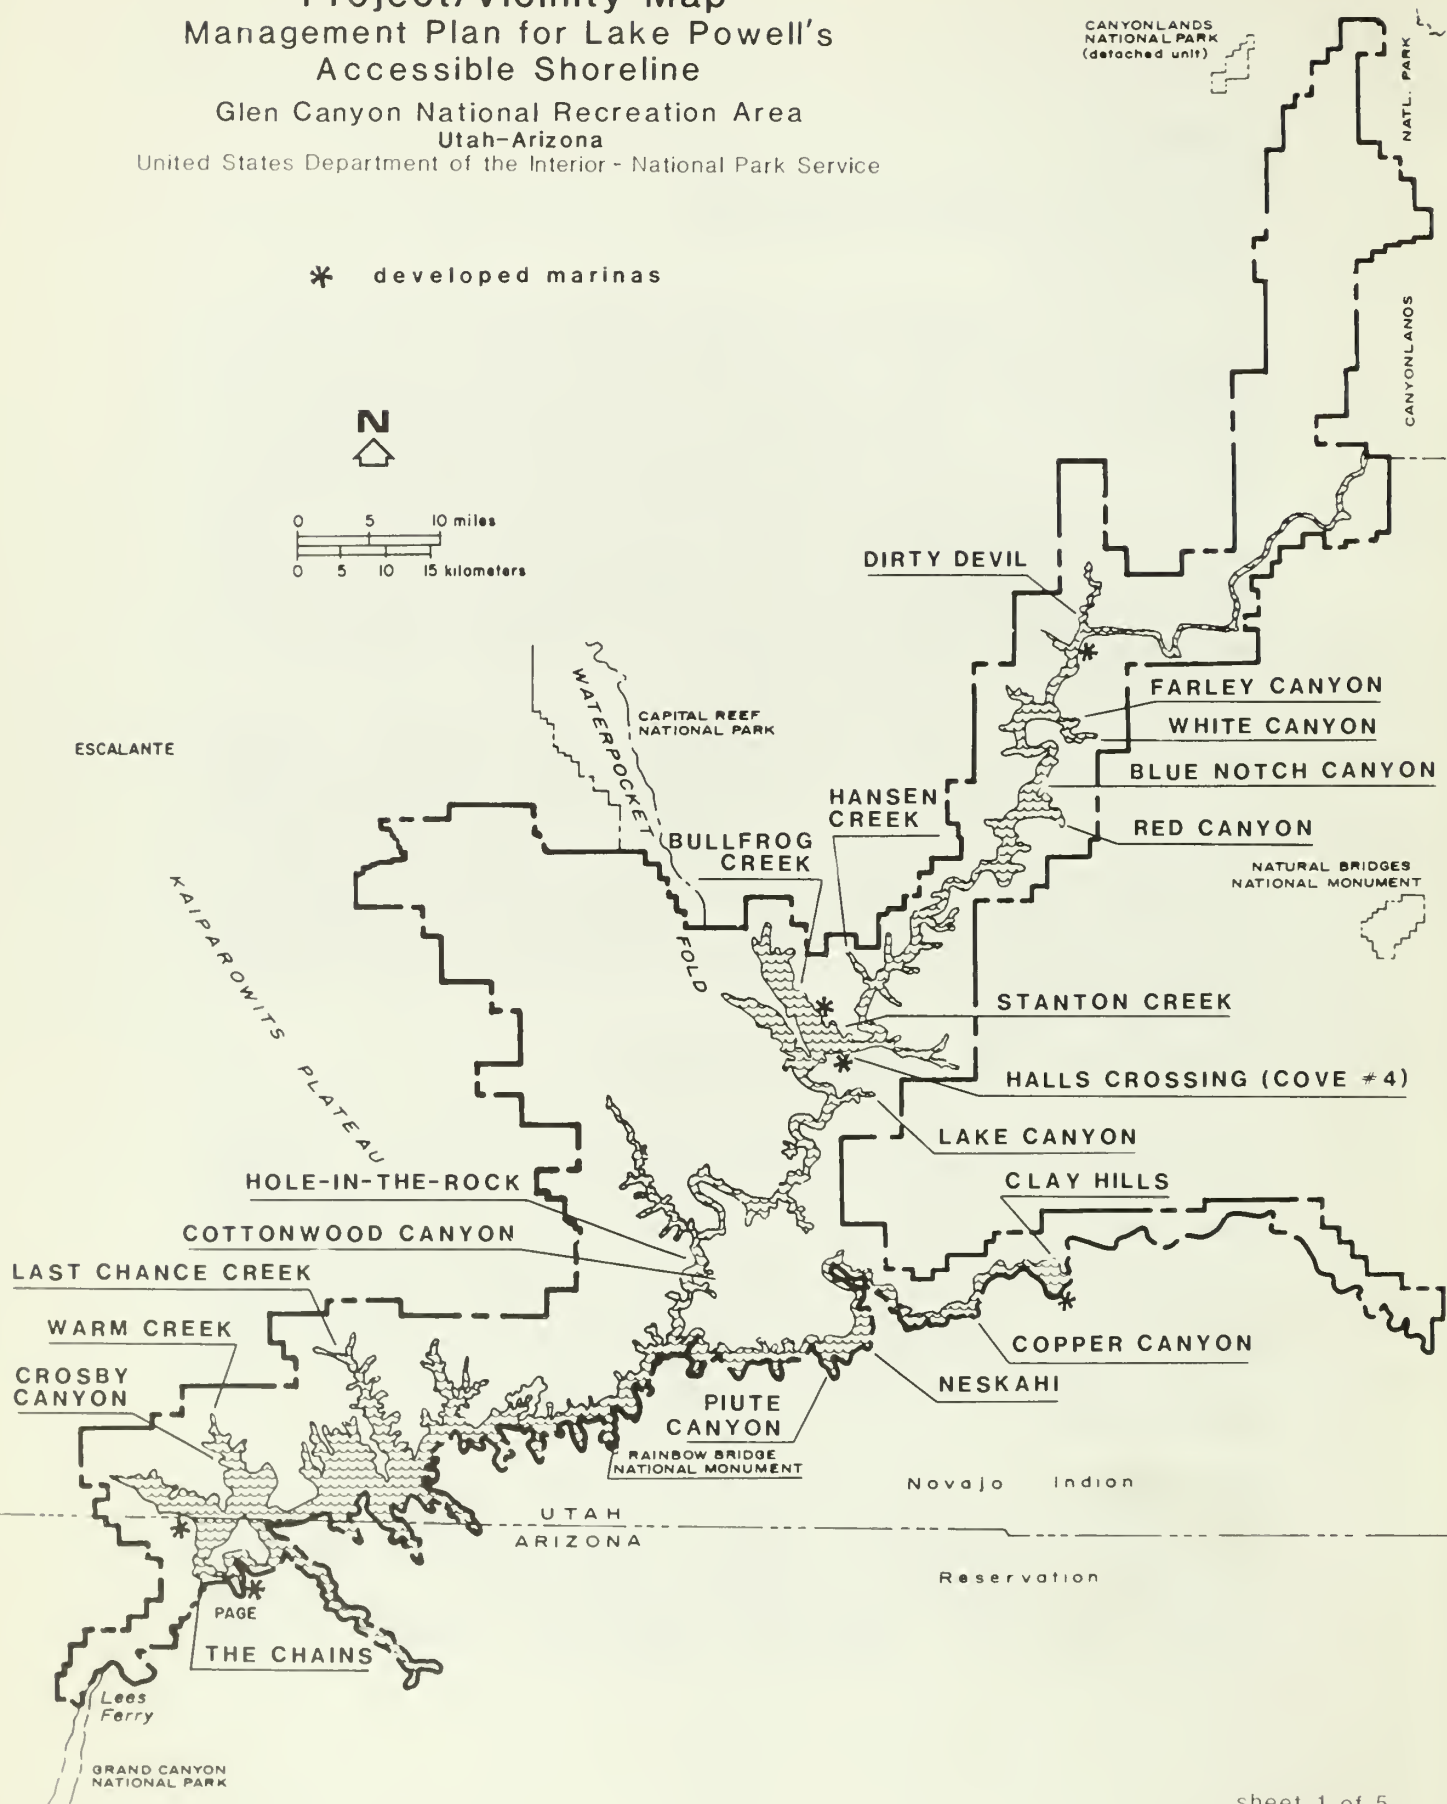 Project/Vicinity Map
Management Plan for Lake Powell's
Accessible Shoreline
Glen Canyon National Recreation Area
Utah-Arizona
United States Department of the Interior - National Park Service
* developed marinas
N
0 5 10 miles
0 5 10 15 kilometers
CANYONLANDS
NATIONAL PARK
(detached unit)
NATL. PARK
CANYONLANDS
DIRTY DEVIL
FARLEY CANYON
WHITE CANYON
BLUE NOTCH CANYON
RED CANYON
NATURAL BRIDGES
NATIONAL MONUMENT
ESCALANTE
WATERPOCKET
FOLD
CAPITAL REEF
NATIONAL PARK
HANSEN
CREEK
BULLFROG
CREEK
KAIPAROWITS PLATEAU
STANTON CREEK
HALLS CROSSING (COVE #4)
LAKE CANYON
CLAY HILLS
HOLE-IN-THE-ROCK
COTTONWOOD CANYON
LAST CHANCE CREEK
WARM CREEK
CROSBY
CANYON
COPPER CANYON
NESKAHI
PIUTE
CANYON
RAINBOW BRIDGE
NATIONAL MONUMENT
Novajo Indion
UTAH
ARIZONA
Reservation
PAGE
THE CHAINS
Lees
Ferry
GRAND CANYON
NATIONAL PARK
sheet 1 of 5